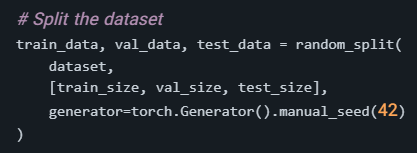 # Split the dataset
train_data, val_data, test_data = random_split(
    dataset,
    [train_size, val_size, test_size],
    generator=torch.Generator().manual_seed(42)
)